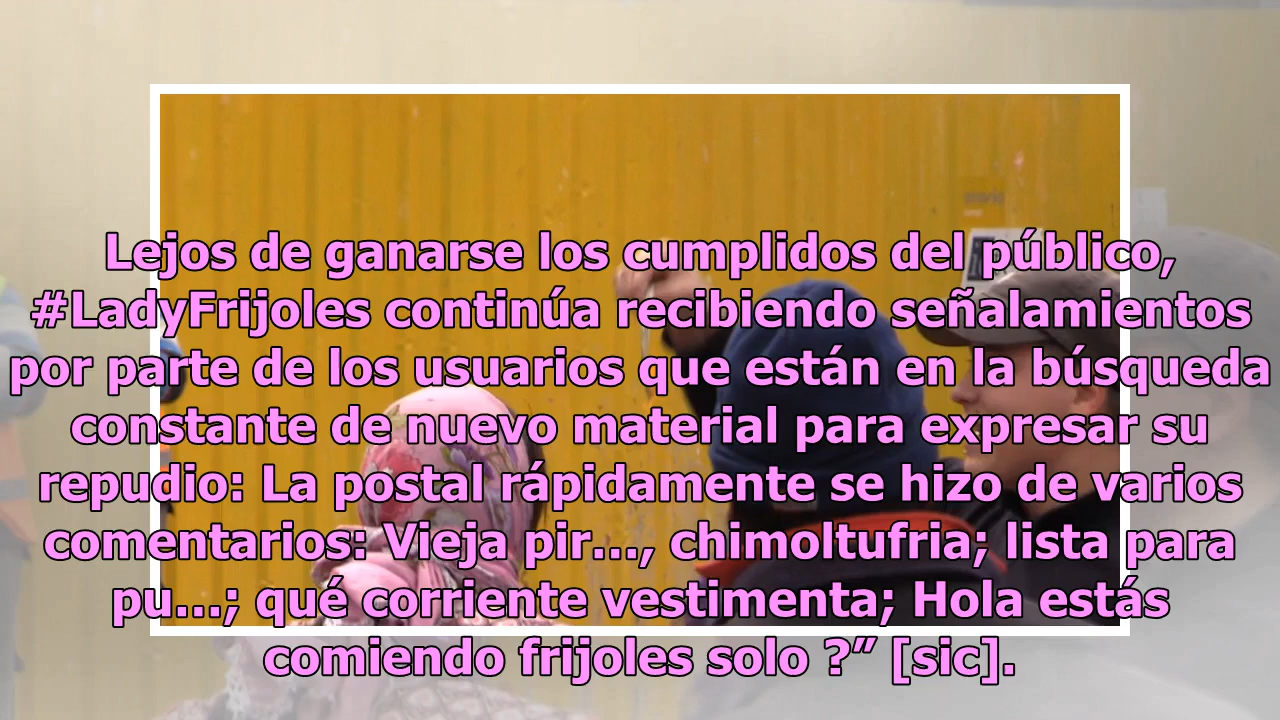 Lejos de ganarse los cumplidos del público,
#LadyFrijoles continúa recibiendo señalamientos
por parte de los usuarios que están en la búsqueda
constante de nuevo material para expresar su
repudio: La postal rápidamente se hizo de varios
comentarios: Vieja pir..., chimoltufria; lista para
pu...; qué corriente vestimenta; Hola estás
comiendo frijoles solo ?” [sic].